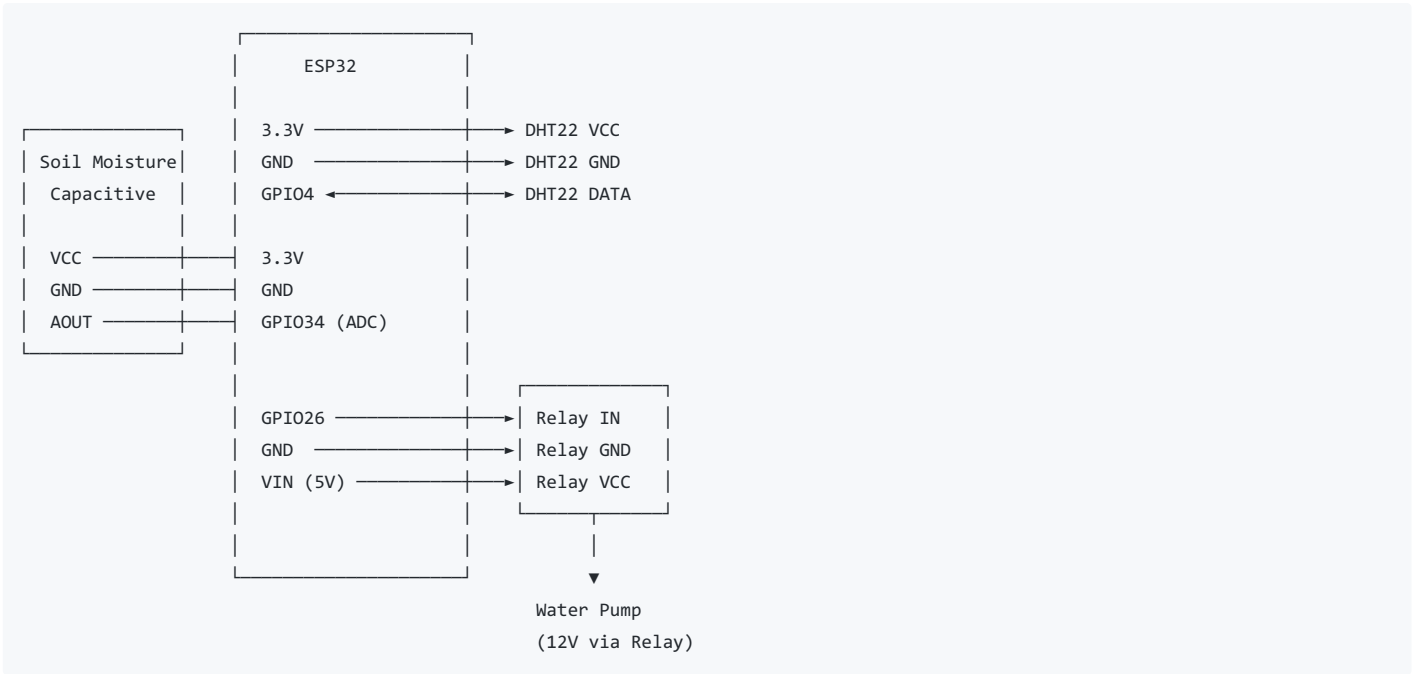 ESP32
3.3V DHT22 VCC
Soil Moisture GND DHT22 GND
Capacitive GPIO4 DHT22 DATA
VCC 3.3V
GND GND
AOUT GPIO34 (ADC)
GPIO26 Relay IN
GND Relay GND
VIN (5V) Relay VCC
Water Pump
(12V via Relay)